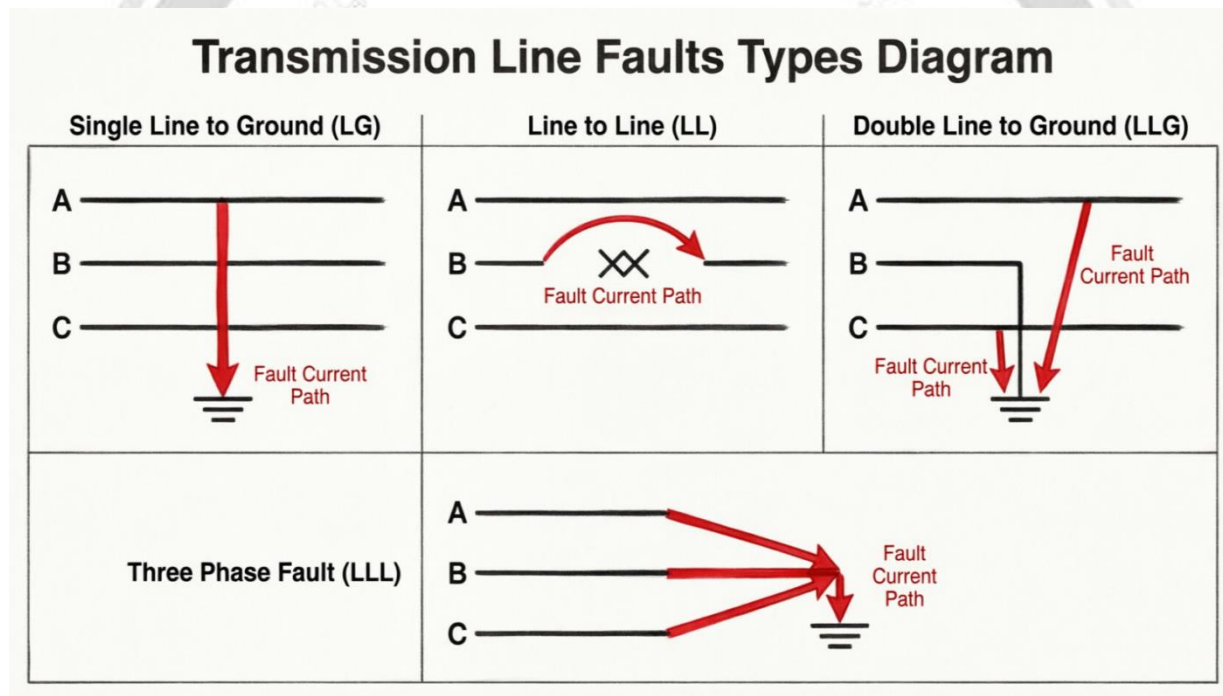 Transmission Line Faults Types Diagram
Single Line to Ground (LG)
Line to Line (LL)
Double Line to Ground (LLG)
A
B
C
Fault Current
Path
A
B
Fault Current Path
C
A
B
Fault
Current Path
C
Fault Current
Path
Three Phase Fault (LLL)
A
B
C
Fault
Current
Path